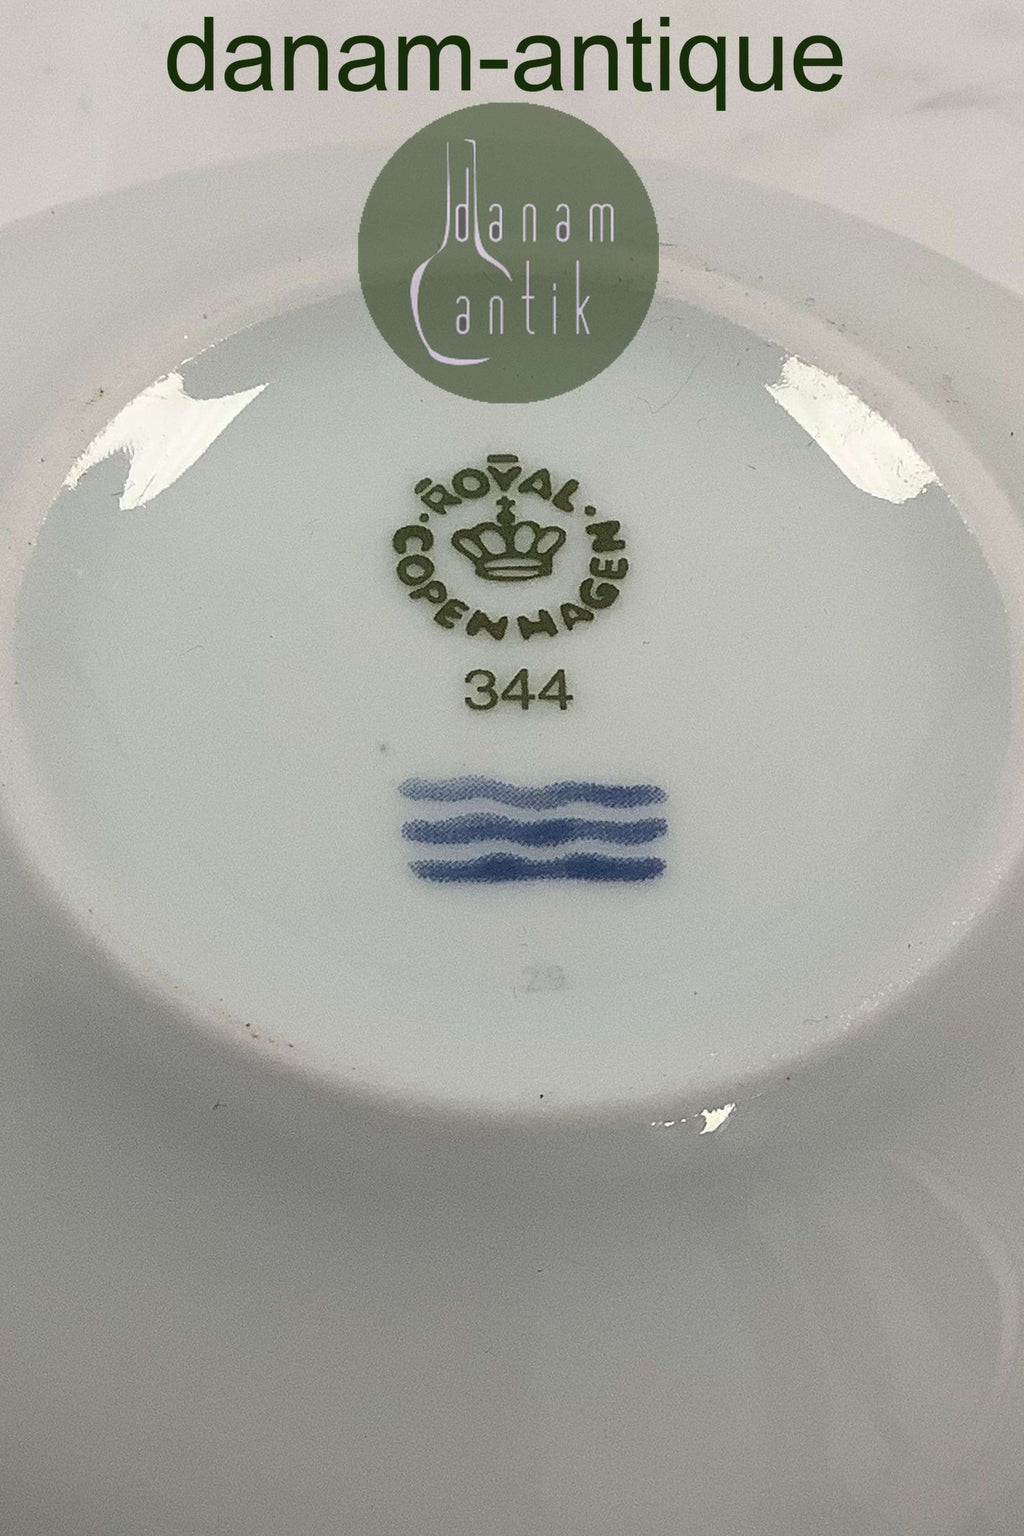 danam-antique
danam
antik
ROYAL
COPENHAGEN
344
29